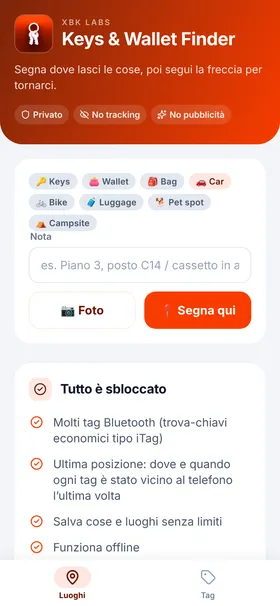 XBK LABS
Keys & Wallet Finder
Segna dove lasci le cose, poi segui la freccia per
tornarci.
Privato
No tracking
No pubblicità
Keys
Wallet
Bag
Car
Bike
Luggage
Pet spot
Campsite
Nota
es. Piano 3, posto C14 / cassetto in a
Foto
Segna qui
Tutto è sbloccato
Molti tag Bluetooth (trova-chiavi
economici tipo iTag)
Ultima posizione: dove e quando
ogni tag è stato vicino al telefono
l'ultima volta
Salva cose e luoghi senza limiti
Funziona offline
Luoghi
Tag